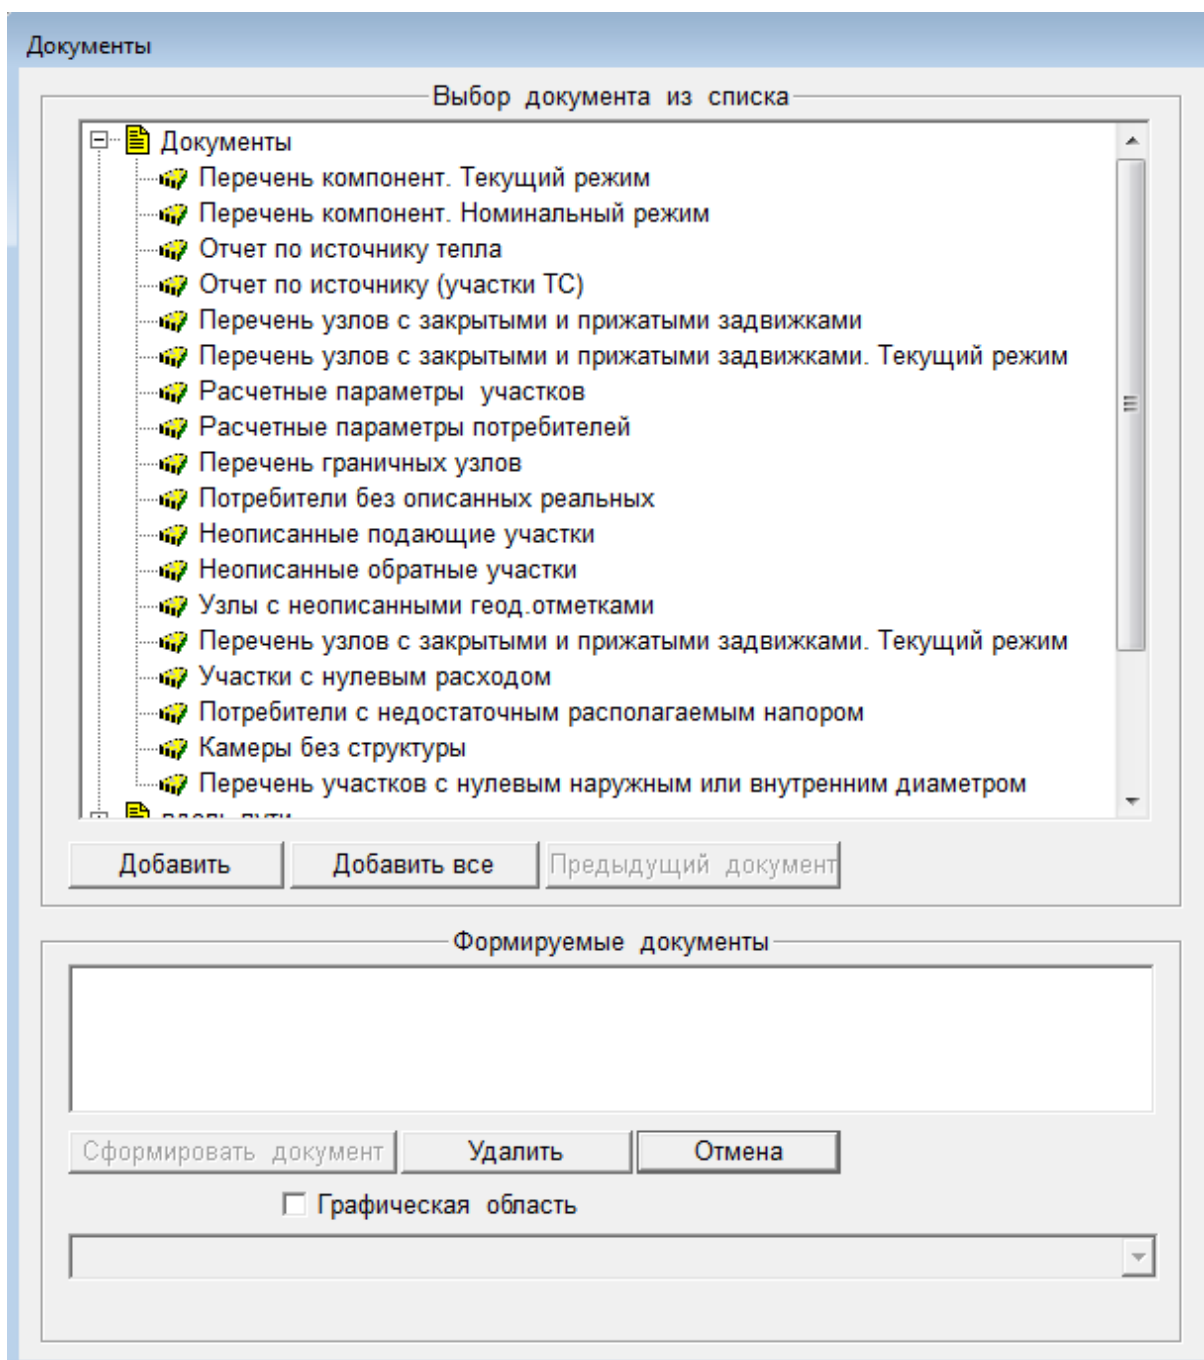 Документы
Выбор документа из списка
Документы
Перечень компонент. Текущий режим
Перечень компонент. Номинальный режим
Отчет по источнику тепла
Отчет по источнику (участки ТС)
Перечень узлов с закрытыми и прижатыми задвижками
Перечень узлов с закрытыми и прижатыми задвижками. Текущий режим
Расчетные параметры участков
Расчетные параметры потребителей
Перечень граничных узлов
Потребители без описанных реальных
Неописанные подающие участки
Неописанные обратные участки
Узлы с неописанными геод.отметками
Перечень узлов с закрытыми и прижатыми задвижками. Текущий режим
Участки с нулевым расходом
Потребители с недостаточным располагаемым напором
Камеры без структуры
Перечень участков с нулевым наружным или внутренним диаметром
Добавить Добавить все Предыдущий документ
Формируемые документы
Сформировать документ Удалить Отмена
Графическая область